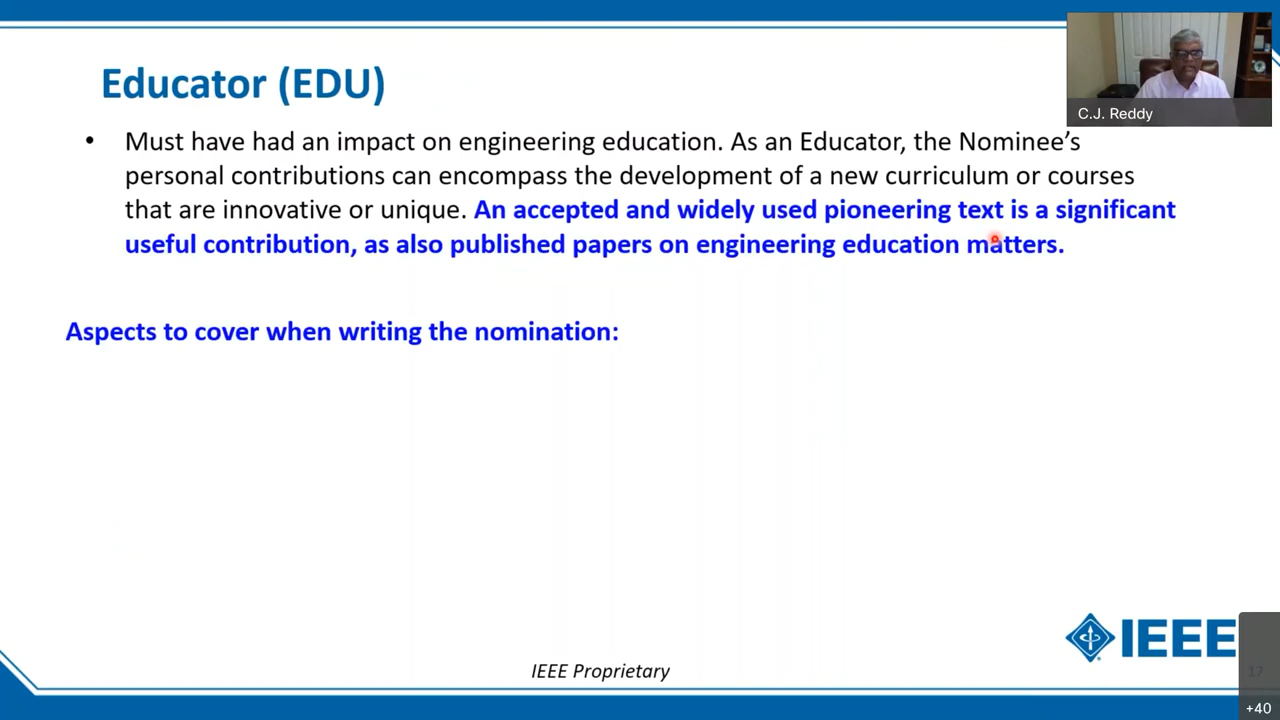 Educator (EDU)
C.J. Reddy
• Must have had an impact on engineering education. As an Educator, the Nominee's
personal contributions can encompass the development of a new curriculum or courses
that are innovative or unique. An accepted and widely used pioneering text is a significant
useful contribution, as also published papers on engineering education matters.
Aspects to cover when writing the nomination:
IEEE
IEEE Proprietary
17
+40